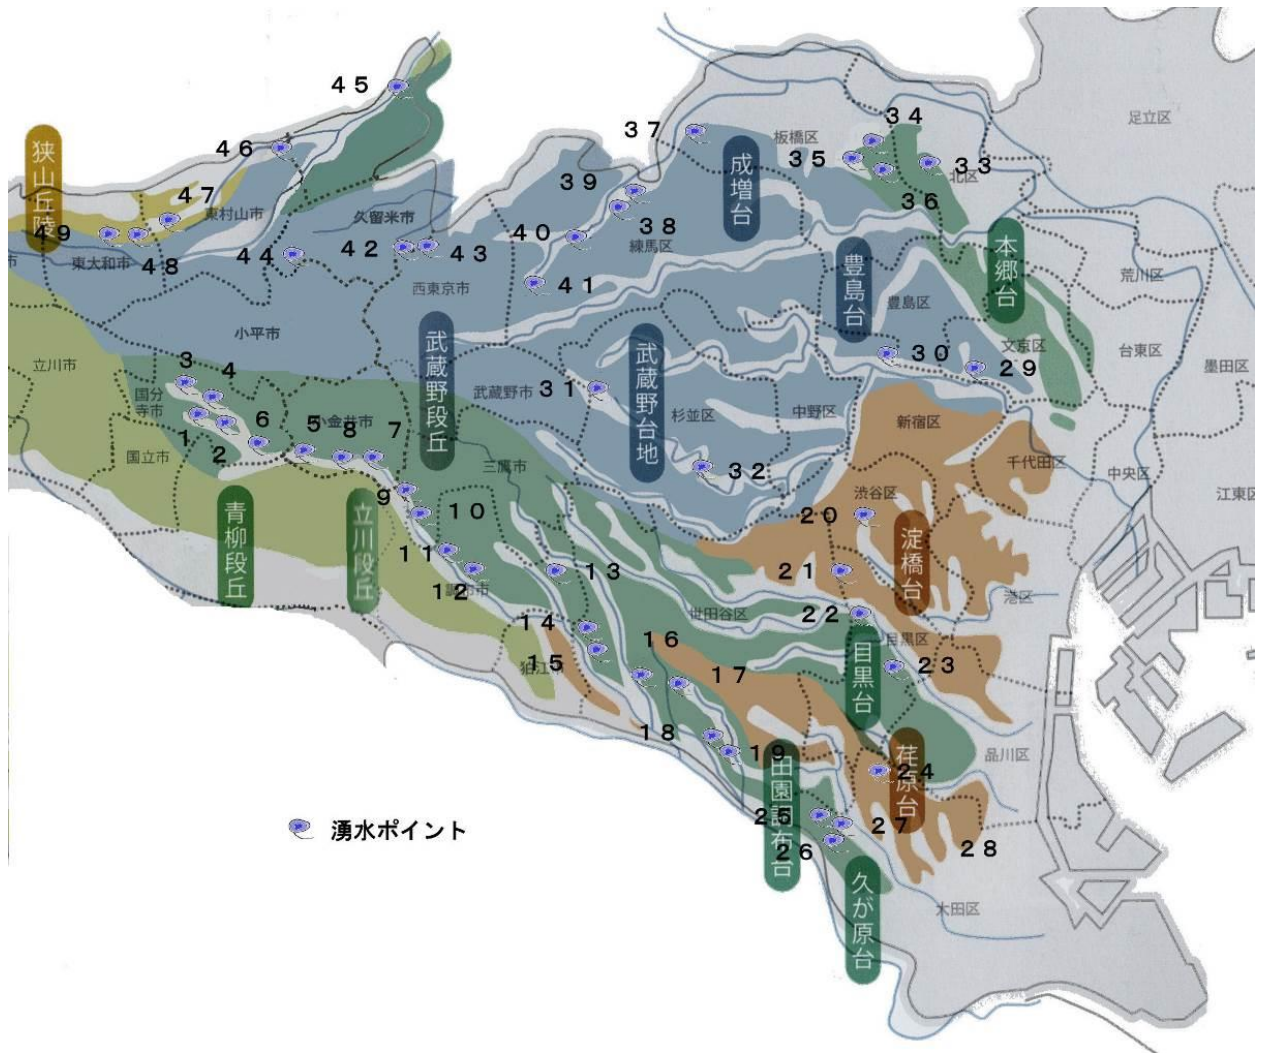 ４５
３４
足立区
３７
板橋区
狭山丘陵
４６
成増台
３５
３３
北区
３９
４７
３６
東村山市
久留米市
４９
４０
３８
４２
４３
練馬区
本郷台
東大和市
４８
４４
豊島台
荒川区
市
西東京市
４１
豊島区
小平市
武蔵野段丘
武蔵野台地
３０
文京区
台東区
立川市
３
４
２９
墨田区
国分
寺市
武蔵野市
３１
杉並区
中野区
１
６
５
小金井市
８
７
新宿区
国立市
２
三鷹市
３２
千代田区
中央区
９
渋谷区
江東区
青柳段丘
立川段丘
１０
２０
淀橋台
１１
１３
２１
１２
市
世田谷区
２２
港区
１４
１６
目黒区
１５
狛江市
１７
目黒台
２３
１８
１９
荏原台
品川区
田園調布台
２４
２５
２７
湧水ポイント
２６
２８
久が原台
大田区